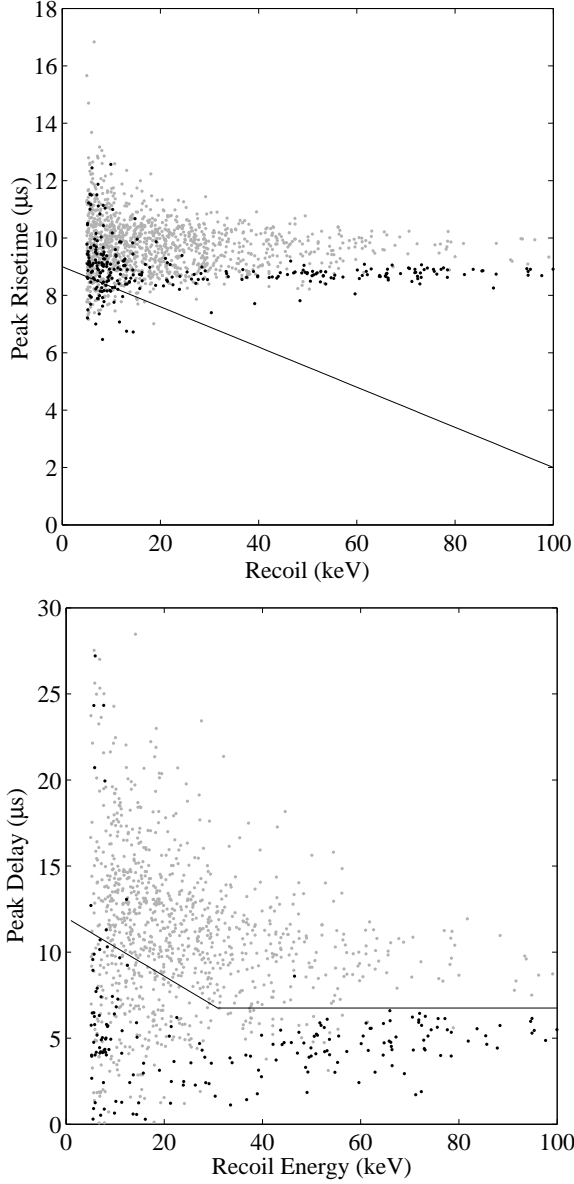 18
16
14
12
10
8
6
4
2
0
Peak Risetime (μs)
0 20 40 60 80 100
Recoil (keV)
30
25
20
15
10
5
0
Peak Delay (μs)
0 20 40 60 80 100
Recoil Energy (keV)